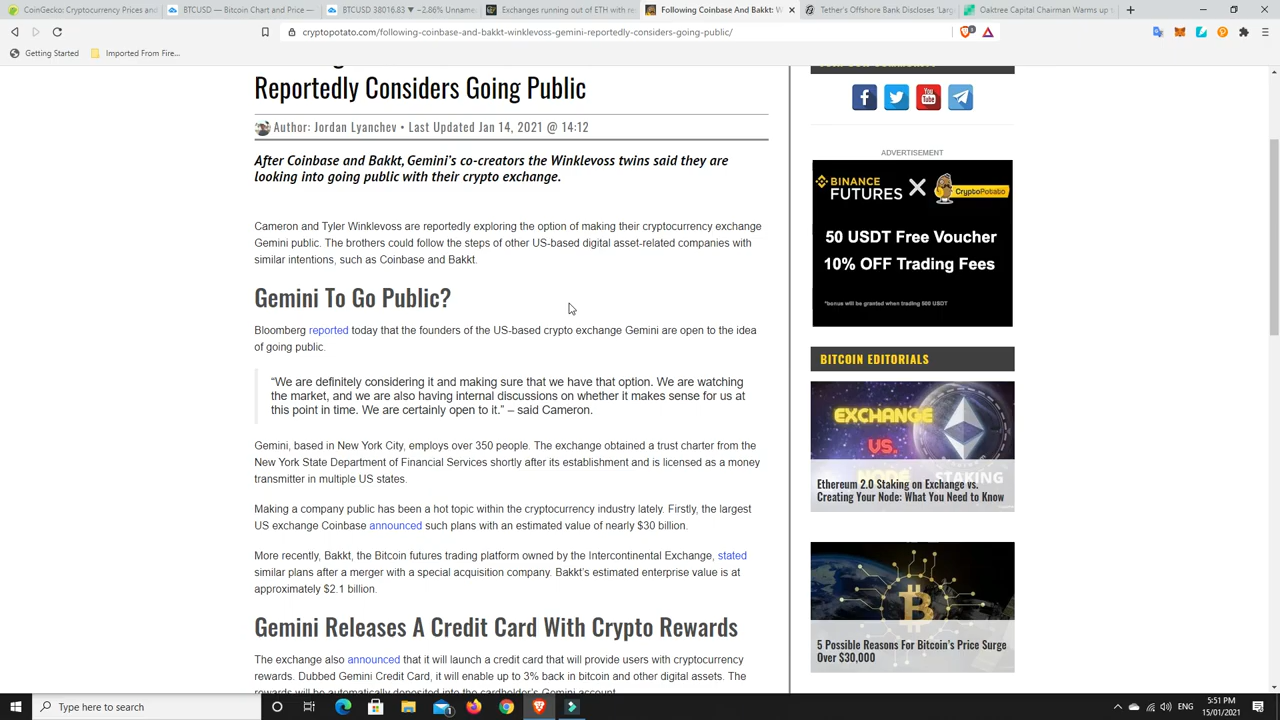 CoinGecko: Cryptocurrency Prices and
BTCUSD — Bitcoin Chart and Price —
BTCUSD 38016.83 ▼ −2.86% Unname
Exchanges running out of ETH with re
Following Coinbase and Bakkt: W
Tether's Offshore Deltec Bank: 'Larg
Outgoing CFTC Chairman Warms up t
cryptopotato.com/following-coinbase-and-bakkt-winklevoss-gemini-reportedly-considers-going-public/
Getting Started
Imported From Fire...
Reportedly Considers Going Public
Author: Jordan Lyanchev • Last Updated Jan 14, 2021 @ 14:12
After Coinbase and Bakkt, Gemini's co-creators the Winklevoss twins said they are
looking into going public with their crypto exchange.
Cameron and Tyler Winklevoss are reportedly exploring the option of making their cryptocurrency exchange
Gemini public. The brothers could follow the steps of other US-based digital asset-related companies with
similar intentions, such as Coinbase and Bakkt.
Gemini To Go Public?
Bloomberg reported today that the founders of the US-based crypto exchange Gemini are open to the idea
of going public.
“We are definitely considering it and making sure that we have that option. We are watching
the market, and we are also having internal discussions on whether it makes sense for us at
this point in time. We are certainly open to it.” – said Cameron.
Gemini, based in New York City, employs over 350 people. The exchange obtained a trust charter from the
New York State Department of Financial Services shortly after its establishment and is licensed as a money
transmitter in multiple US states.
Making a company public has been a hot topic within the cryptocurrency industry lately. Firstly, the largest
US exchange Coinbase announced such plans with an estimated value of nearly $30 billion.
More recently, Bakkt, the Bitcoin futures trading platform owned by the Intercontinental Exchange, stated
similar plans after a merger with a special acquisition company. Bakkt's estimated enterprise value is at
approximately $2.1 billion.
Gemini Releases A Credit Card With Crypto Rewards
The exchange also announced that it will launch a credit card that will provide users with cryptocurrency
rewards. Dubbed Gemini Credit Card, it will enable up to 3% back in bitcoin and other digital assets. The
rewards will be automatically deposited into the cardholder's Gemini account.
You Tube
ADVERTISEMENT
BINANCE
FUTURES
CryptoPotato
50 USDT Free Voucher
10% OFF Trading Fees
*bonus will be granted when trading 500 USDT
BITCOIN EDITORIALS
EXCHANGE
VS.
STAKING
Ethereum 2.0 Staking on Exchange vs.
Creating Your Node: What You Need to Know
5 Possible Reasons For Bitcoin's Price Surge
Over $30,000
Type here to search
ENG
5:51 PM
15/01/2021